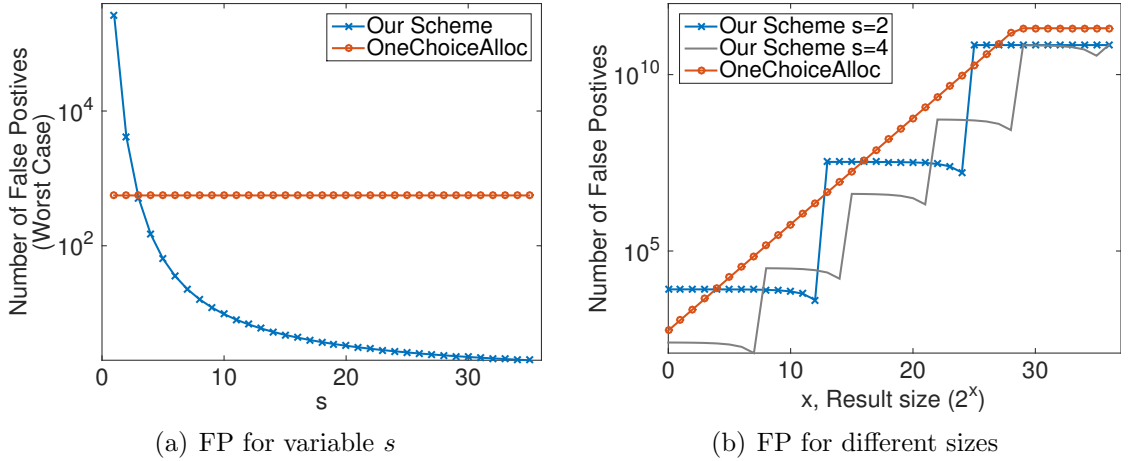 Number of False Postives
(Worst Case)
10^4
10^2
0
10
20
30
s
Our Scheme
OneChoiceAlloc
(a) FP for variable s
Number of False Postives
10^10
10^5
0
10
20
30
x, Result size (2^x)
Our Scheme s=2
Our Scheme s=4
OneChoiceAlloc
(b) FP for different sizes